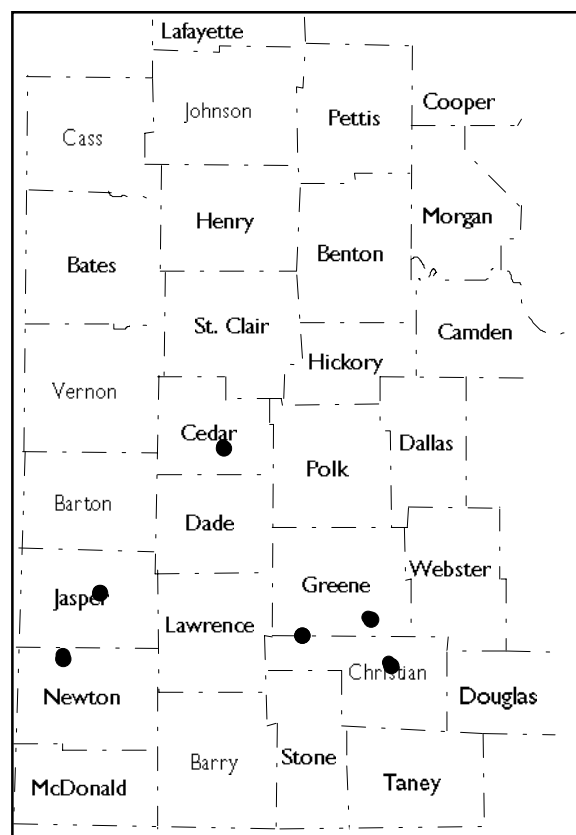 Lafayette
Johnson
Pettis
Cooper
Cass
Henry
Morgan
Bates
Benton
St. Clair
Camden
Hickory
Vernon
Cedar
Dallas
Polk
Barton
Dade
Webster
Greene
Jasper
Lawrence
Christian
Newton
Douglas
Barry
Stone
McDonald
Taney